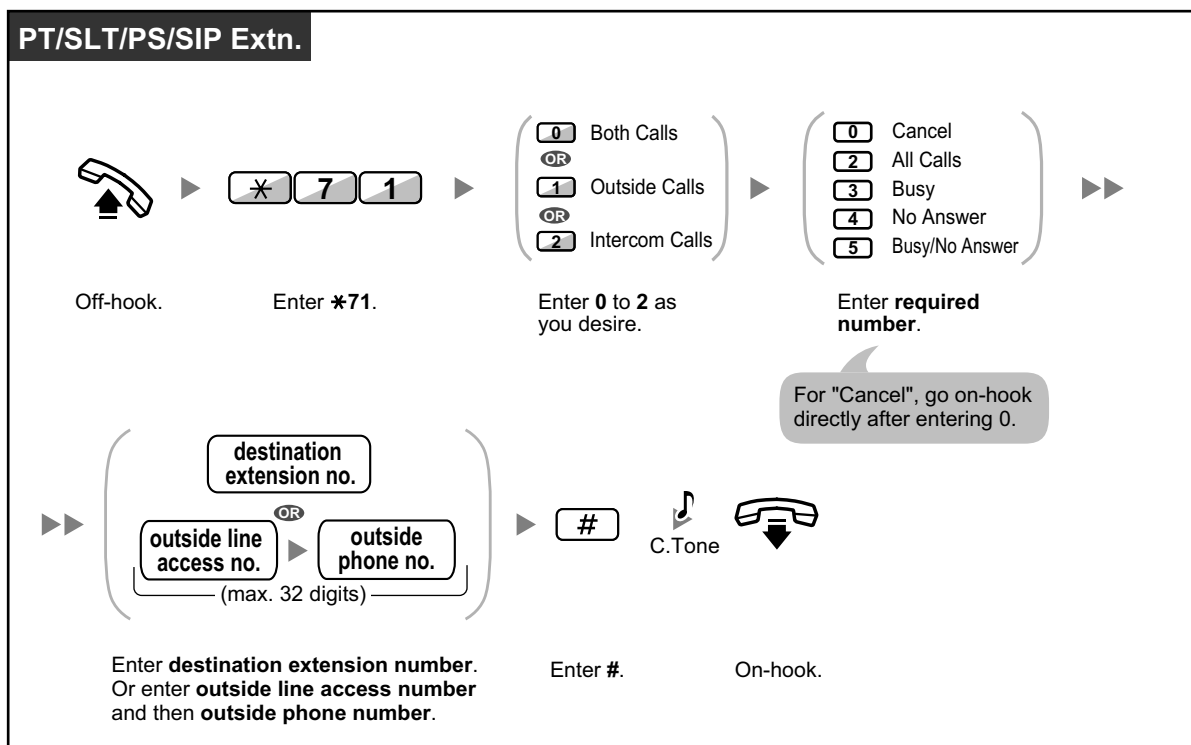 PT/SLT/PS/SIP Extn.
0 Both Calls
OR
1 Outside Calls
OR
2 Intercom Calls
0 Cancel
2 All Calls
3 Busy
4 No Answer
5 Busy/No Answer
* 7 1
Off-hook.
Enter *71.
Enter 0 to 2 as
you desire.
Enter required
number.
For "Cancel", go on-hook
directly after entering 0.
destination
extension no.
OR
outside line
access no.
outside
phone no.
(max. 32 digits)
#
C.Tone
Enter destination extension number.
Or enter outside line access number
and then outside phone number.
Enter #.
On-hook.